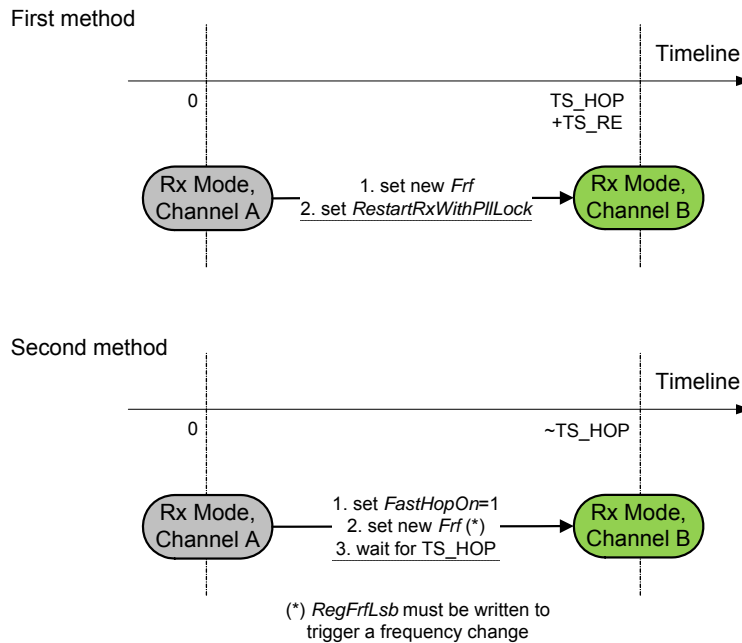 First method
Timeline
0
TS_HOP
+TS_RE
Rx Mode,
Channel A
1. set new Frf
2. set RestartRxWithPllLock
Rx Mode,
Channel B
Second method
Timeline
0
~TS_HOP
Rx Mode,
Channel A
1. set FastHopOn=1
2. set new Frf (*)
3. wait for TS_HOP
Rx Mode,
Channel B
(*) RegFrfLsb must be written to
trigger a frequency change